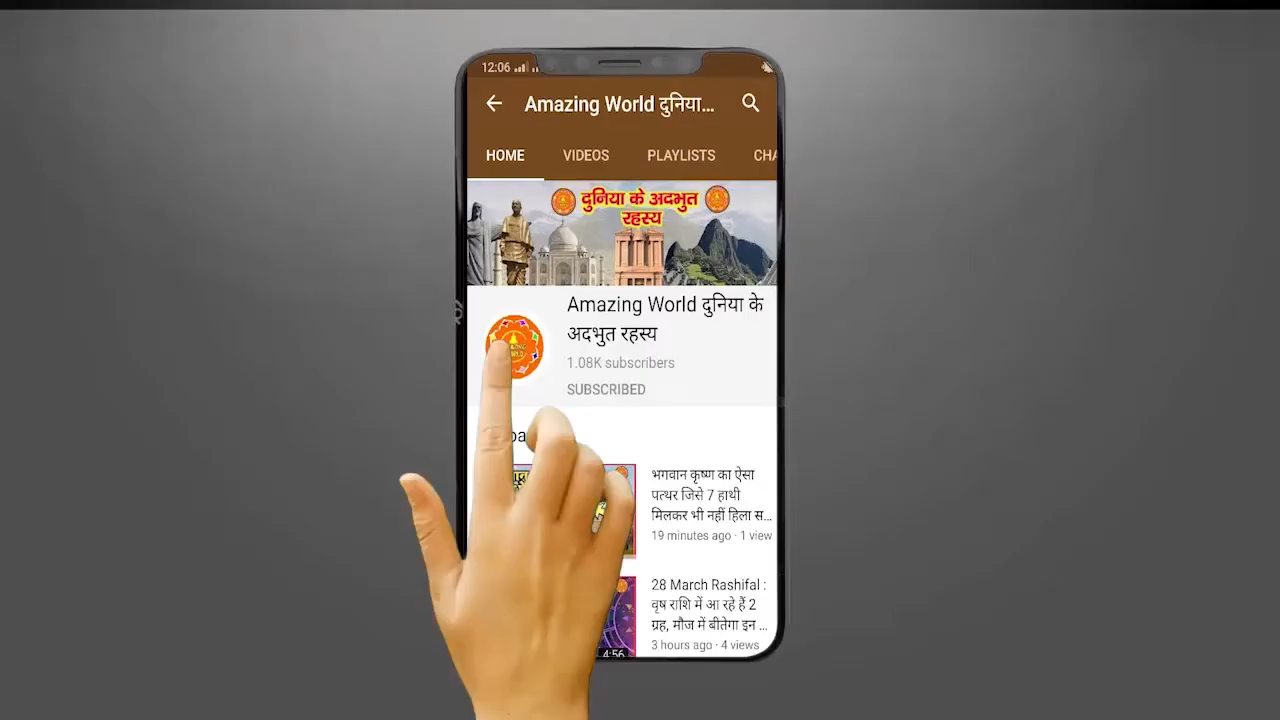 12:06
Amazing World दुनिया...
HOME VIDEOS PLAYLISTS CHA
दुनिया के अदभुत
रहस्य
Amazing World दुनिया के
अदभुत रहस्य
1.08K subscribers
SUBSCRIBED
भगवान कृष्ण का ऐसा
पत्थर जिसे 7 हाथी
मिलकर भी नहीं हिला स...
19 minutes ago · 1 view
28 March Rashifal :
वृष राशि में आ रहे हैं 2
ग्रह, मौज में बीतेगा इन ...
3 hours ago · 4 views
4:56